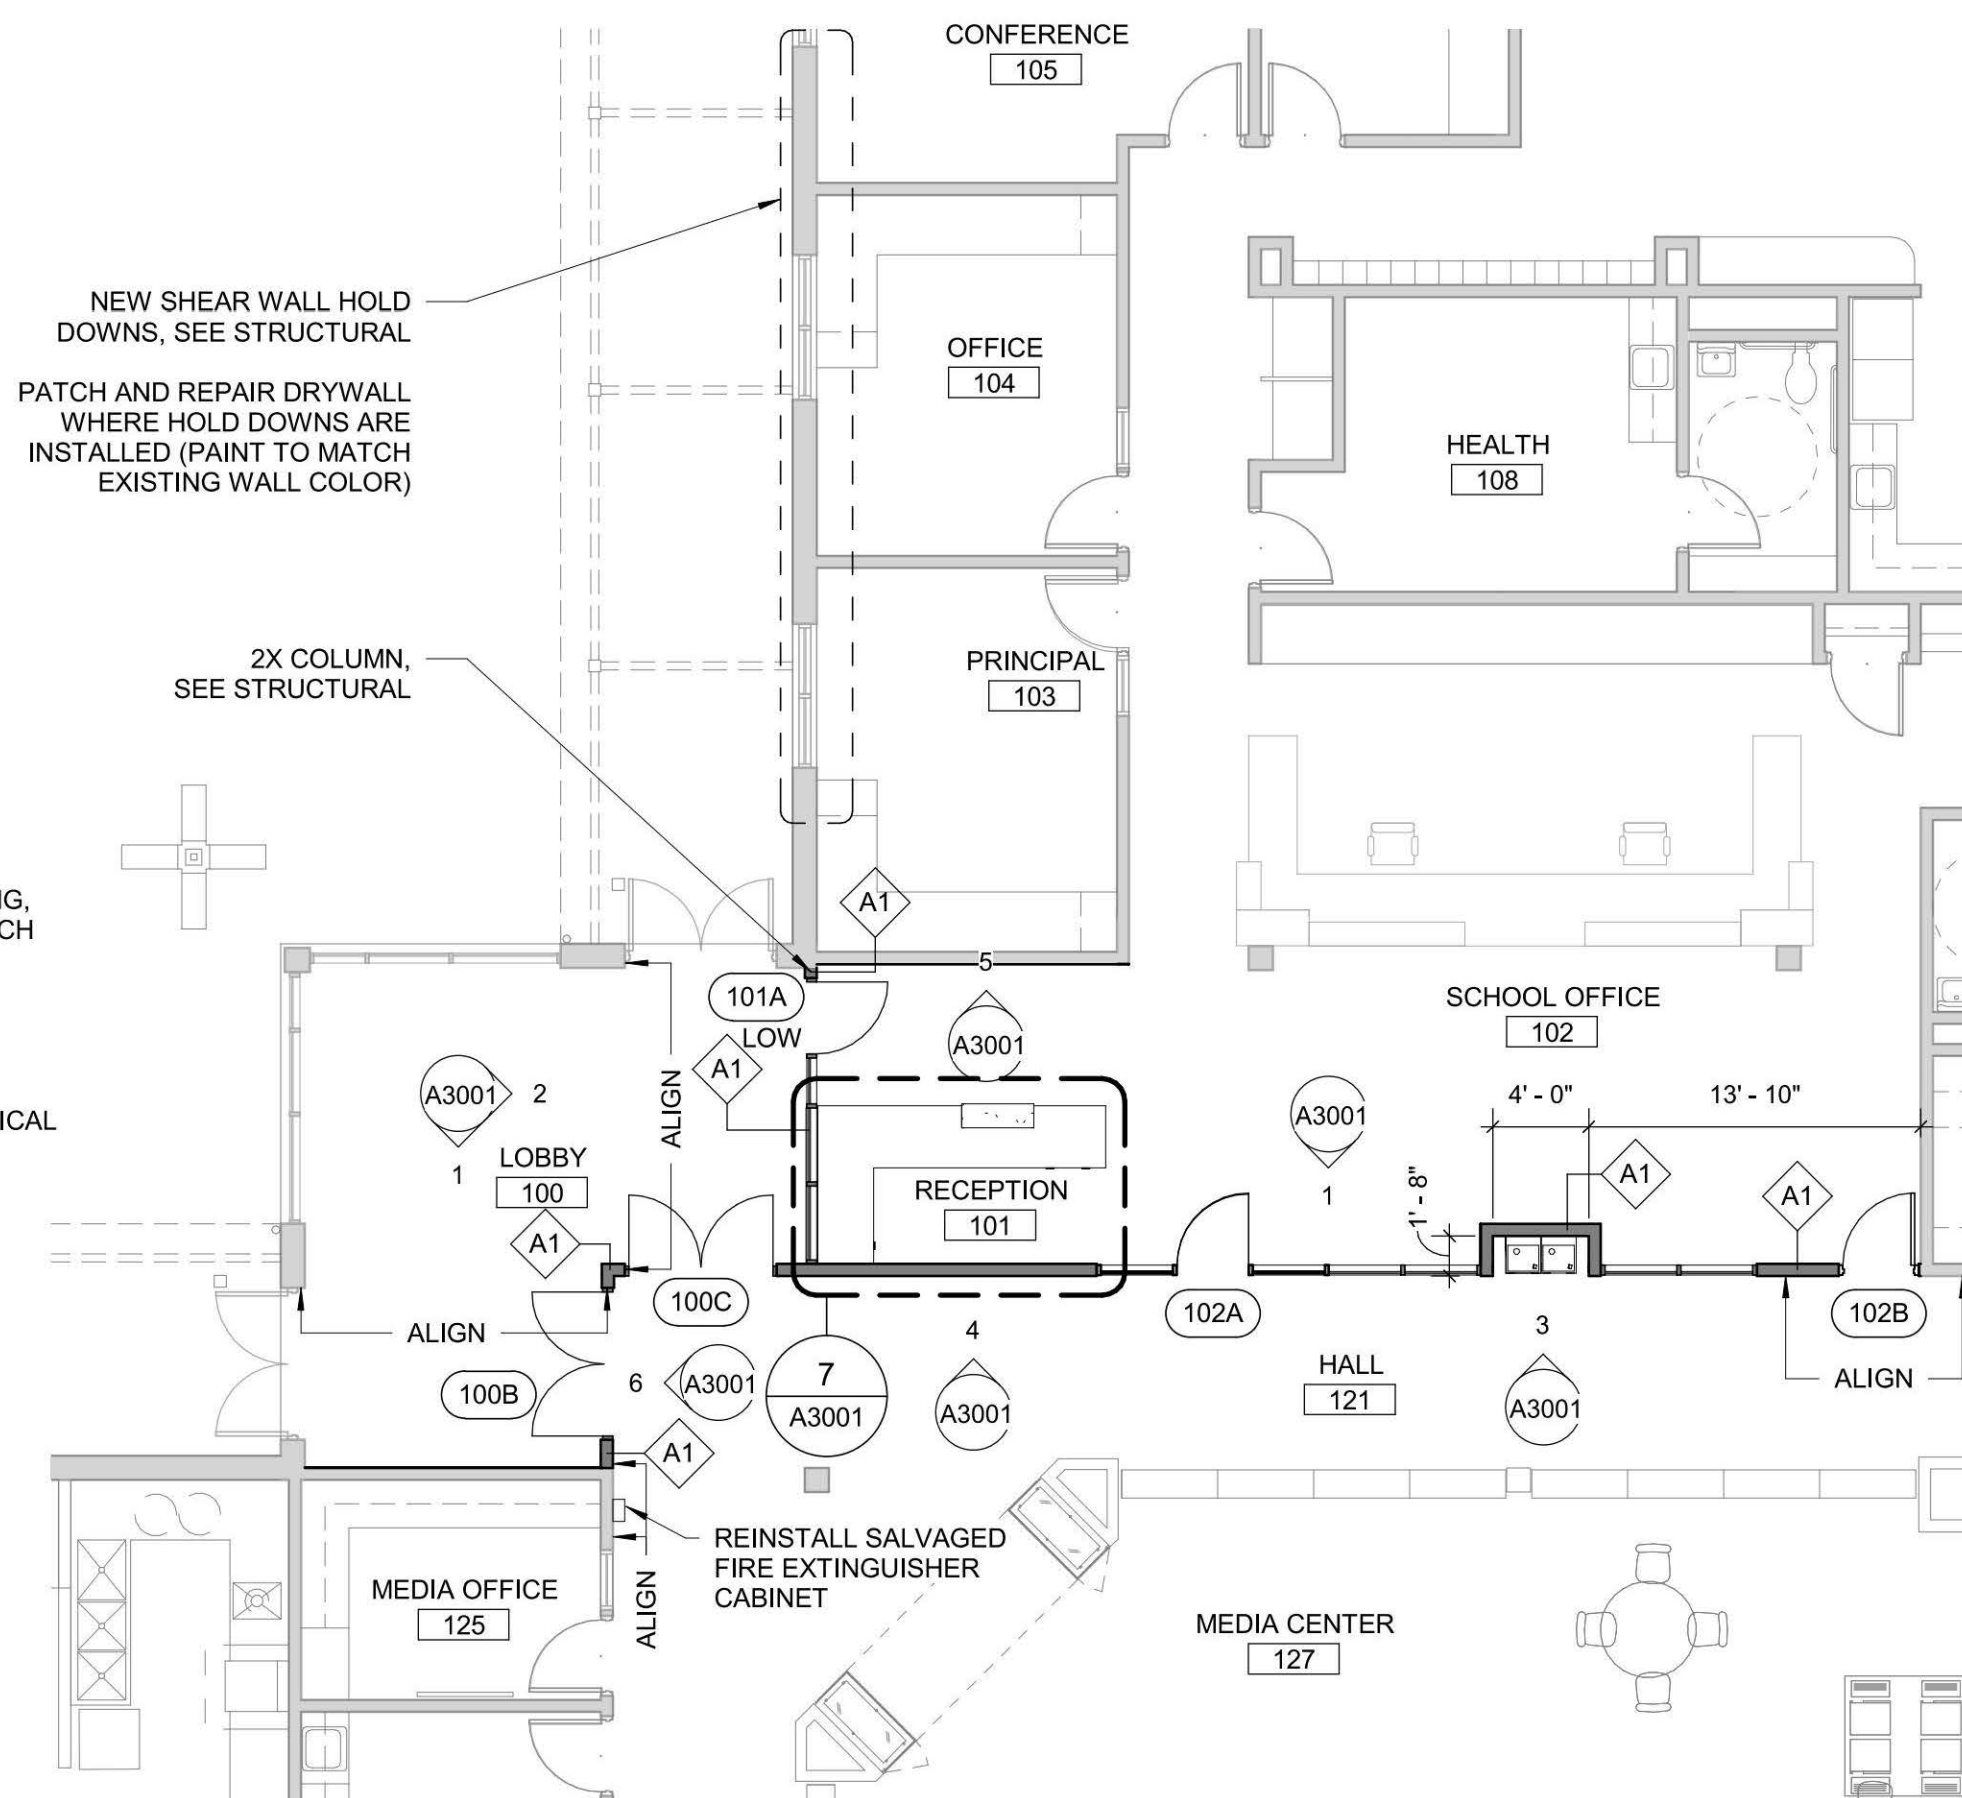 CONFERENCE
105
NEW SHEAR WALL HOLD
DOWNS, SEE STRUCTURAL
PATCH AND REPAIR DRYWALL
WHERE HOLD DOWNS ARE
INSTALLED (PAINT TO MATCH
EXISTING WALL COLOR)
OFFICE
104
HEALTH
108
2X COLUMN,
SEE STRUCTURAL
PRINCIPAL
103
A1
5
101A
LOW
A3001
SCHOOL OFFICE
102
A1
ALIGN
A3001
2
1
LOBBY
100
A1
RECEPTION
101
A3001
1
4' - 0"
13' - 10"
1' - 8"
A1
A1
100C
102A
102B
ALIGN
100B
6
A3001
7
A3001
4
A3001
HALL
121
3
A3001
ALIGN
A1
REINSTALL SALVAGED
FIRE EXTINGUISHER
CABINET
ALIGN
MEDIA OFFICE
125
MEDIA CENTER
127